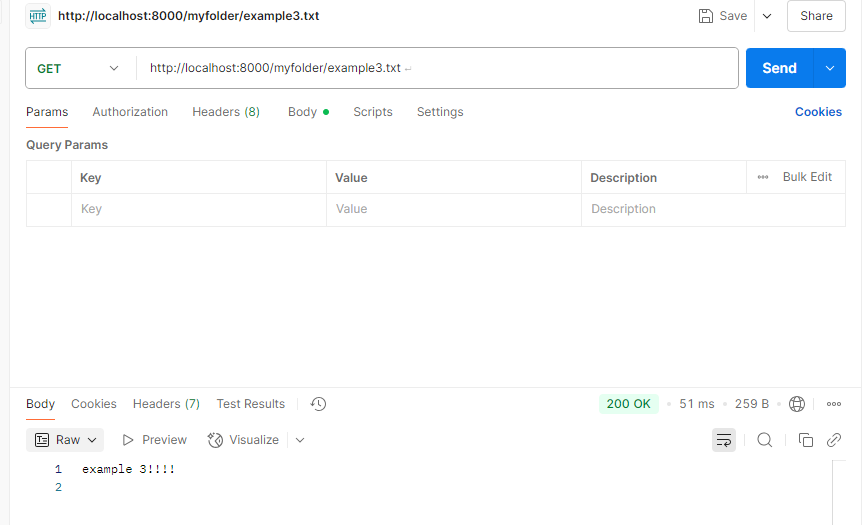 HTTP http://localhost:8000/myfolder/example3.txt Save Share
GET http://localhost:8000/myfolder/example3.txt ↵ Send
Params Authorization Headers (8) Body Scripts Settings Cookies
Query Params
Key Value Description ••• Bulk Edit
Key Value Description
Body Cookies Headers (7) Test Results 200 OK • 51 ms • 259 B •
Raw Preview Visualize
1 example 3!!!!
2